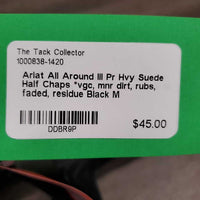 The Tack Collector
1000838-1420
Ariat All Around III Pr Hvy Suede
Half Chaps *vgc, mnr dirt, rubs,
faded, residue Black M
DDBR9P
$45.00